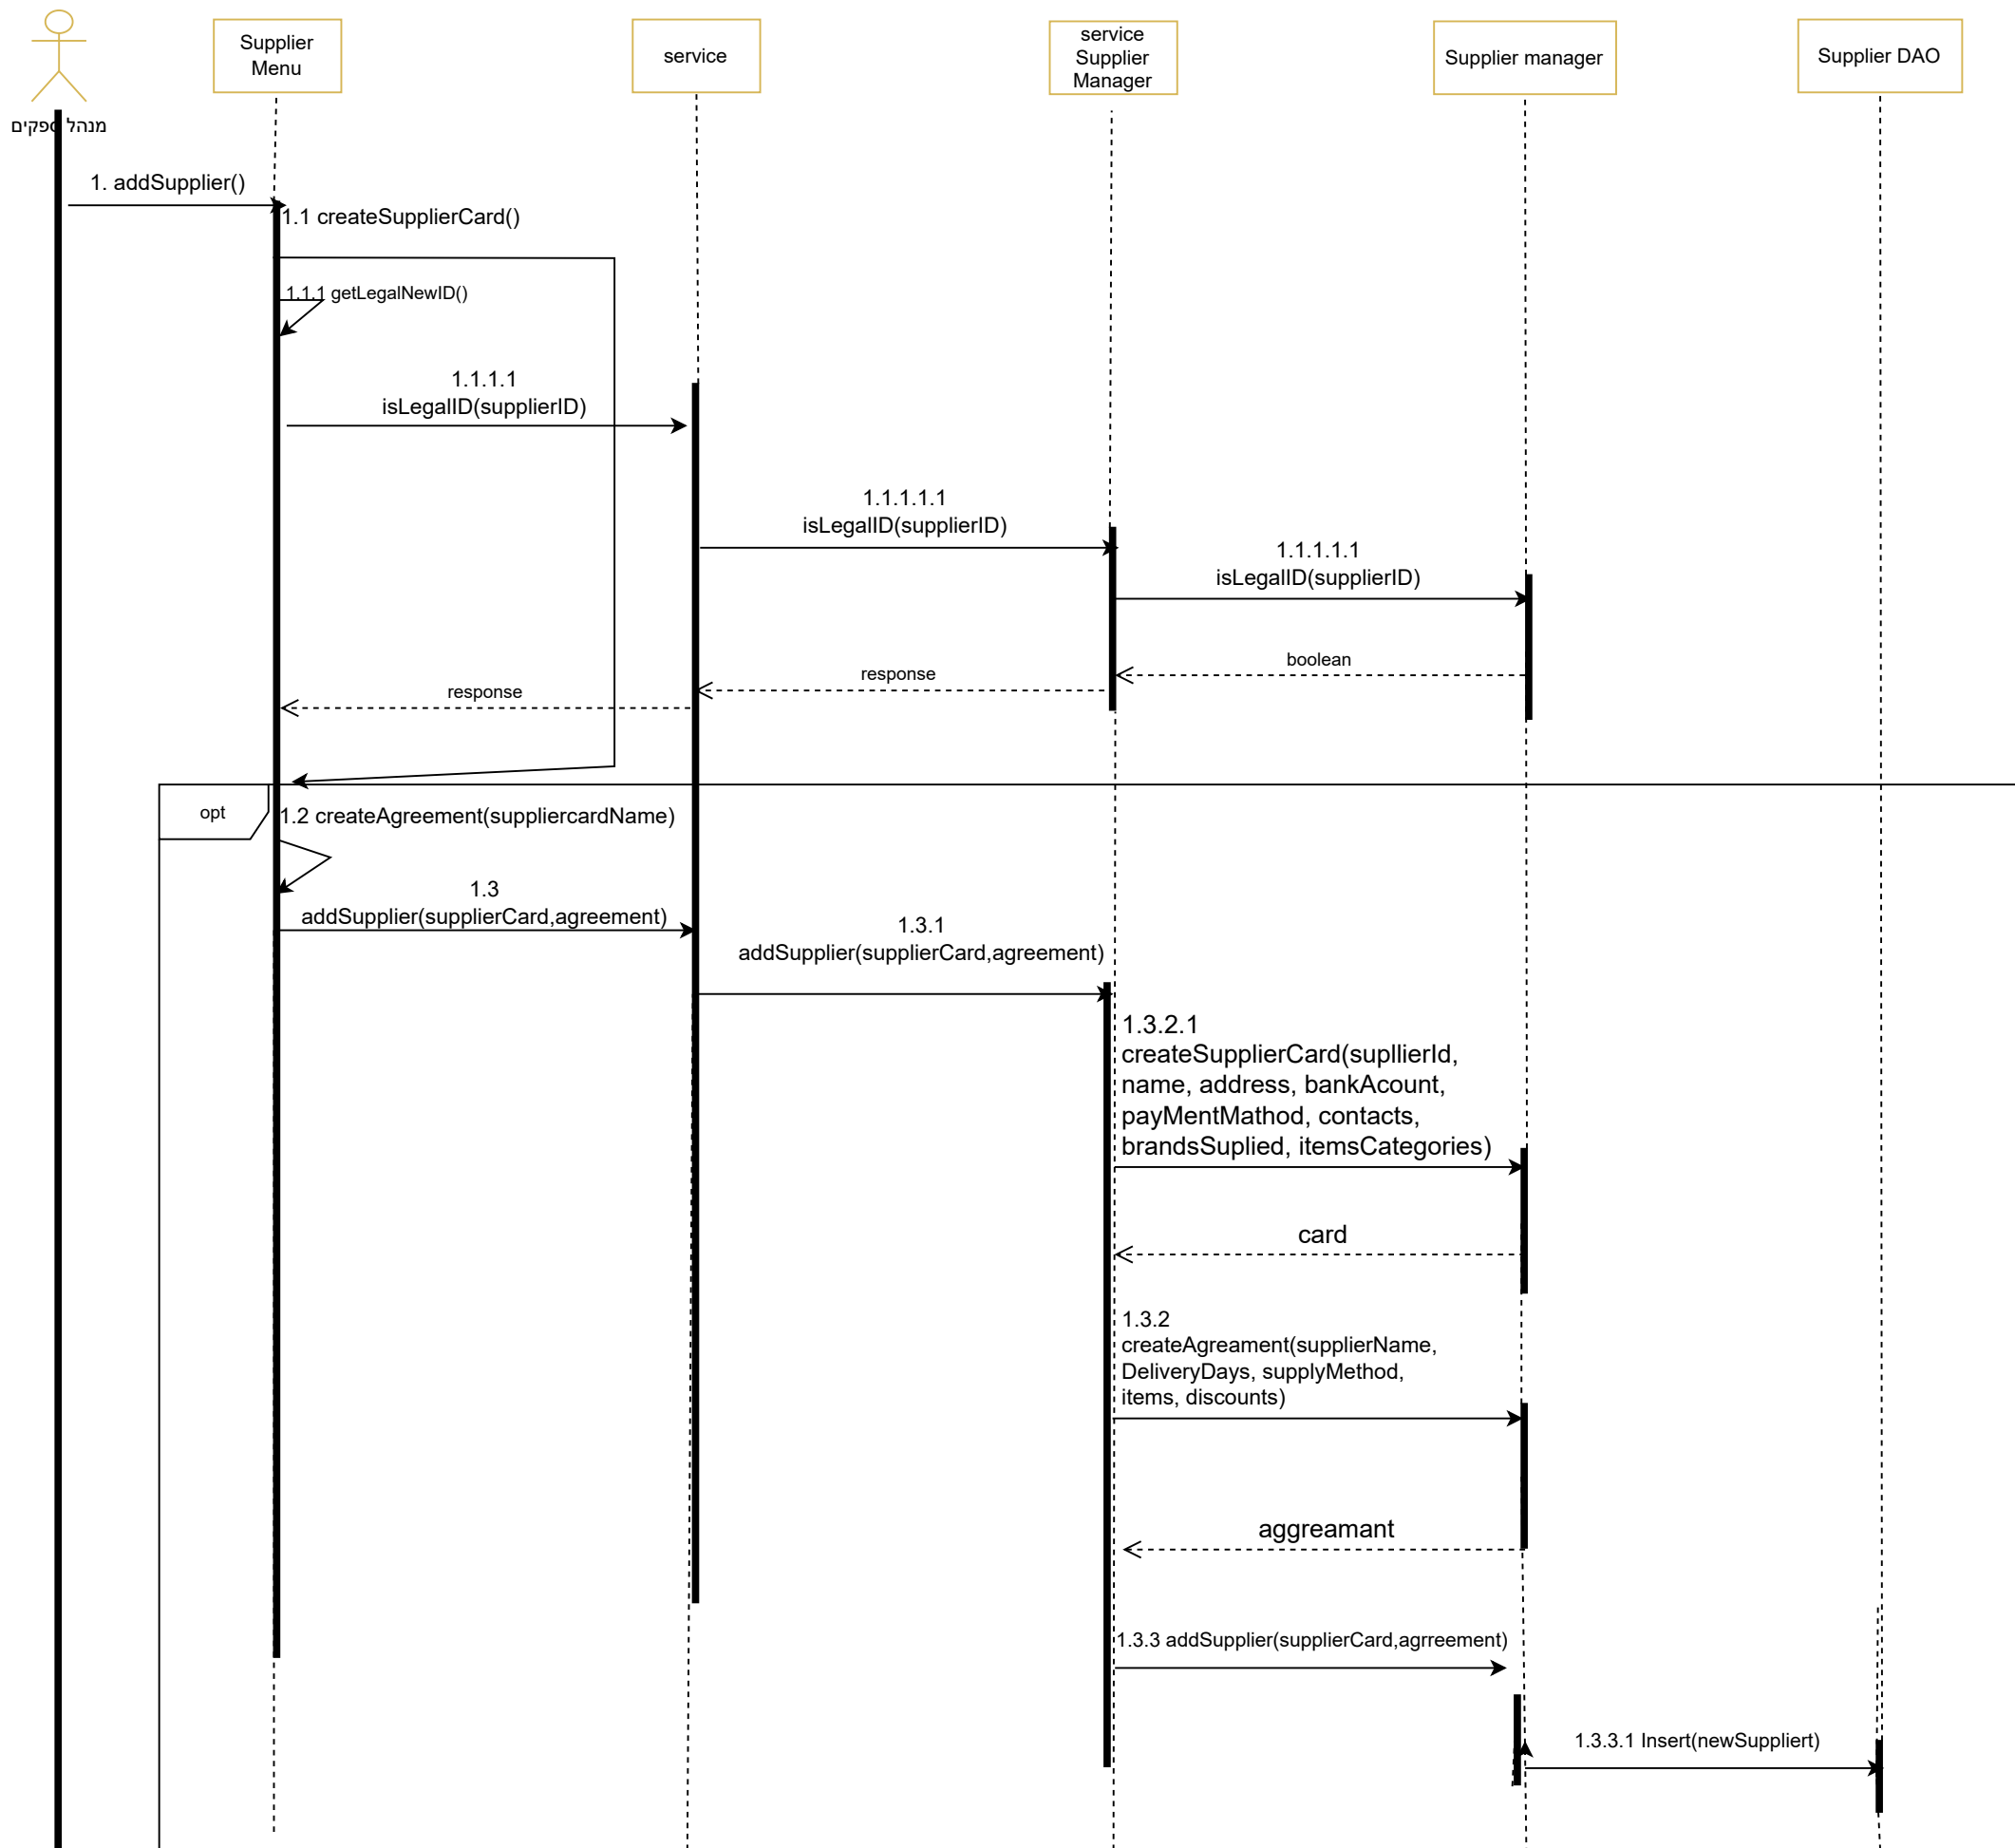 Supplier
Menu
service
service
Supplier
Manager
Supplier manager
Supplier DAO
מנהל ספקים
1. addSupplier()
1.1 createSupplierCard()
1.1.1 getLegalNewID()
1.1.1.1
isLegalID(supplierID)
1.1.1.1.1
isLegalID(supplierID)
1.1.1.1.1
isLegalID(supplierID)
boolean
response
response
opt
1.2 createAgreement(suppliercardName)
1.3
addSupplier(supplierCard,agreement)
1.3.1
addSupplier(supplierCard,agreement)
1.3.2.1
createSupplierCard(supllierId,
name, address, bankAcount,
payMentMathod, contacts,
brandsSuplied, itemsCategories)
card
1.3.2
createAgreament(supplierName,
DeliveryDays, supplyMethod,
items, discounts)
aggreamant
1.3.3 addSupplier(supplierCard,agrreement)
1.3.3.1 Insert(newSuppliert)